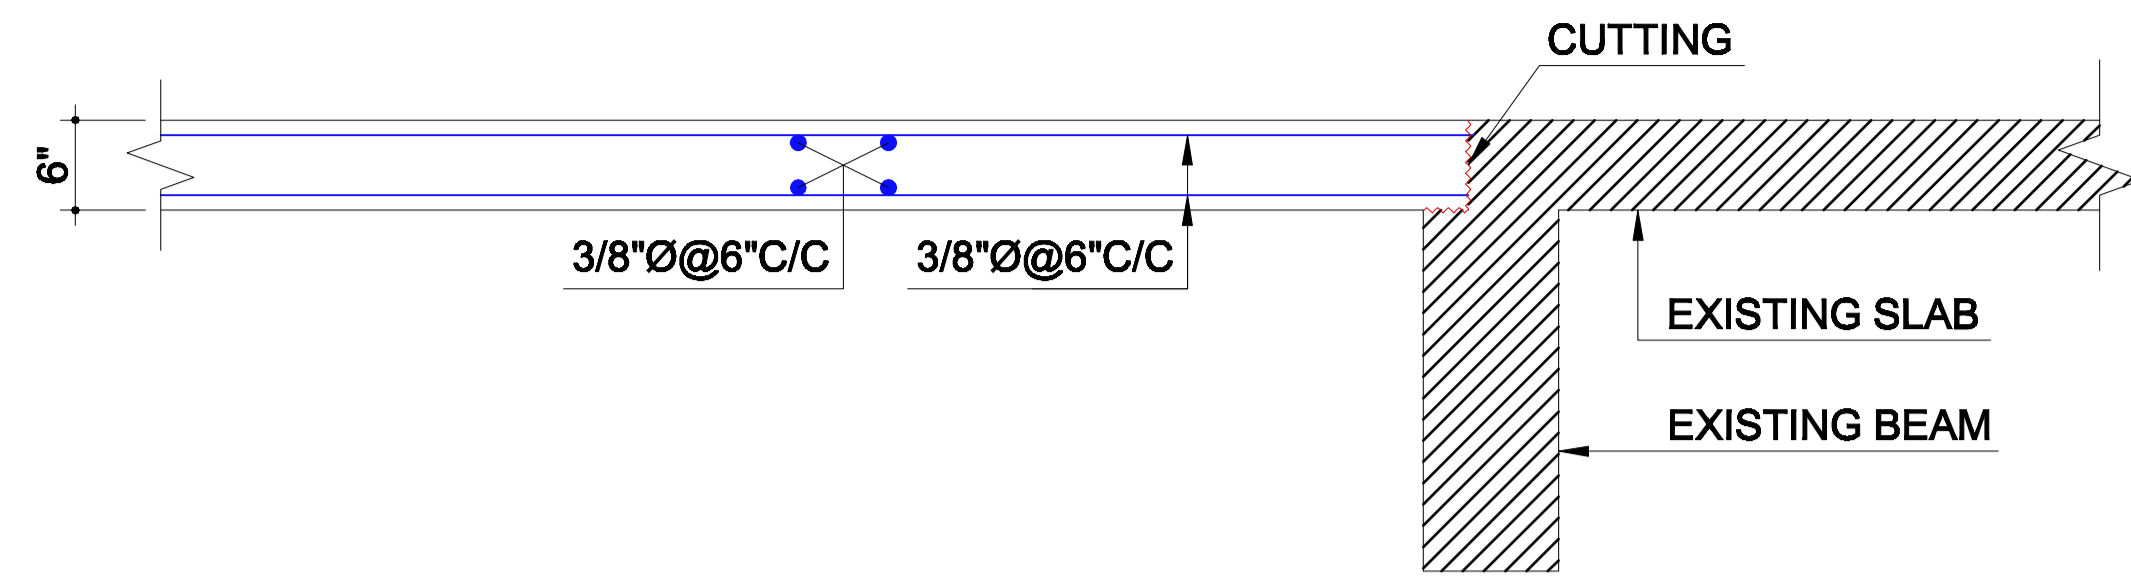 CUTTING
6"
3/8"Ø@6"C/C
3/8"Ø@6"C/C
EXISTING SLAB
EXISTING BEAM